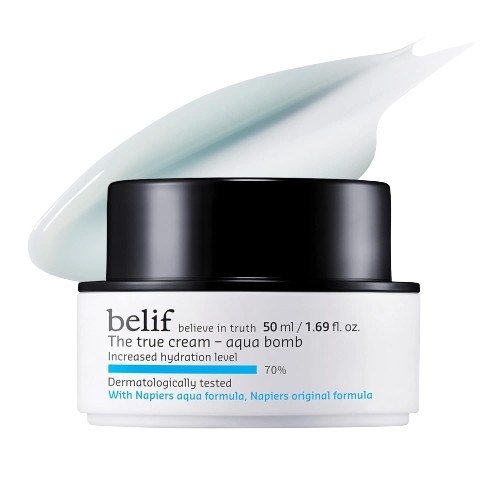 belif believe in truth 50 ml / 1.69 fl. oz.
The true cream – aqua bomb
Increased hydration level
70%
Dermatologically tested
With Napiers aqua formula, Napiers original formula